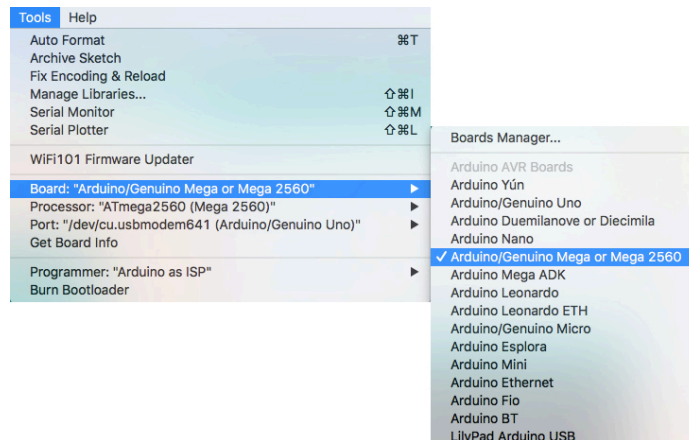 Tools Help
Auto Format ⌘T
Archive Sketch
Fix Encoding & Reload
Manage Libraries... ⇧⌘I
Serial Monitor ⇧⌘M
Serial Plotter ⇧⌘L
WiFi101 Firmware Updater
Board: "Arduino/Genuino Mega or Mega 2560" ▶
Processor: "ATmega2560 (Mega 2560)" ▶
Port: "/dev/cu.usbmodem641 (Arduino/Genuino Uno)" ▶
Get Board Info
Programmer: "Arduino as ISP" ▶
Burn Bootloader
Boards Manager...
Arduino AVR Boards
Arduino Yún
Arduino/Genuino Uno
Arduino Duemilanove or Diecimila
Arduino Nano
✓ Arduino/Genuino Mega or Mega 2560
Arduino Mega ADK
Arduino Leonardo
Arduino Leonardo ETH
Arduino/Genuino Micro
Arduino Esplora
Arduino Mini
Arduino Ethernet
Arduino Fio
Arduino BT
LilyPad Arduino USB